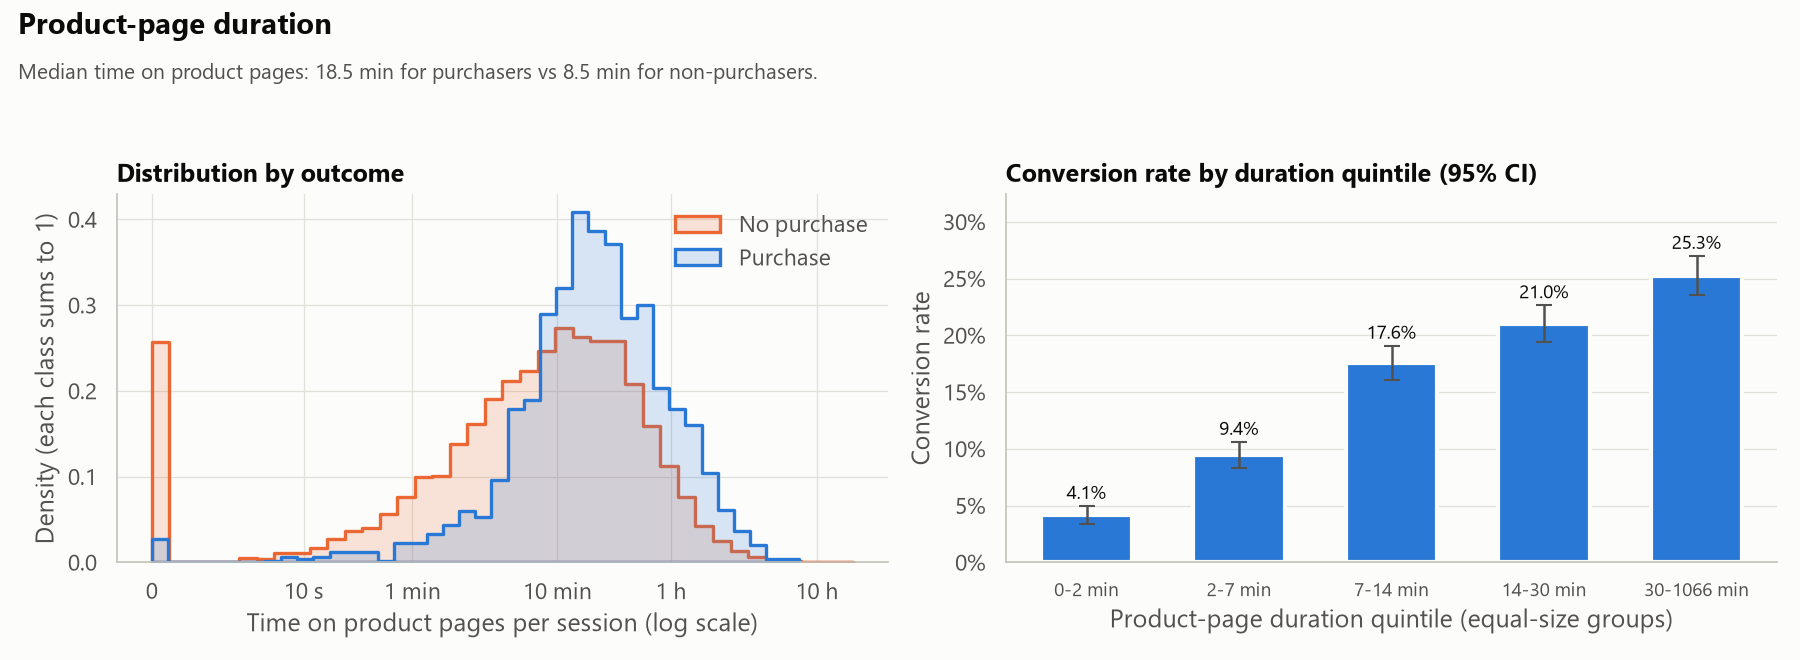 Product-page duration
Median time on product pages: 18.5 min for purchasers vs 8.5 min for non-purchasers.
Distribution by outcome
Density (each class sums to 1)
0.4
0.3
0.2
0.1
0.0
No purchase
Purchase
0 10 s 1 min 10 min 1 h 10 h
Time on product pages per session (log scale)
Conversion rate by duration quintile (95% CI)
Conversion rate
30%
25%
20%
15%
10%
5%
0%
4.1%
9.4%
17.6%
21.0%
25.3%
0-2 min 2-7 min 7-14 min 14-30 min 30-1066 min
Product-page duration quintile (equal-size groups)